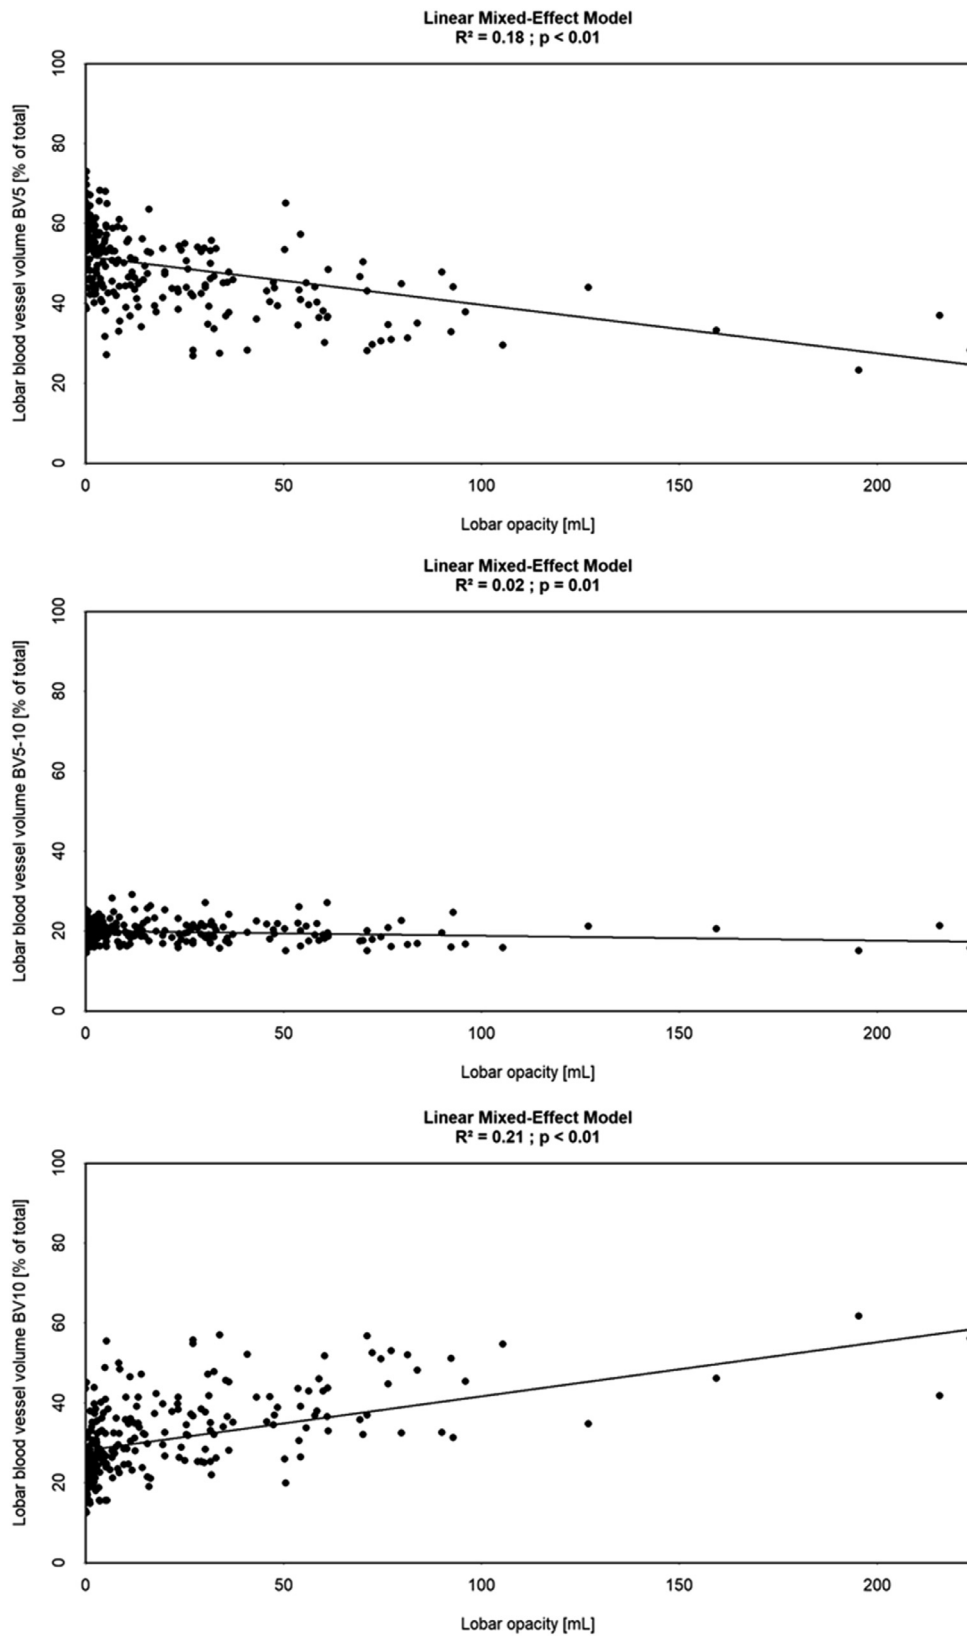 Linear Mixed-Effect Model
R² = 0.18 ; p < 0.01
100
80
60
40
20
0
Lobar blood vessel volume BV5 [% of total]
0 50 100 150 200
Lobar opacity [mL]
Linear Mixed-Effect Model
R² = 0.02 ; p = 0.01
100
80
60
40
20
0
Lobar blood vessel volume BV5-10 [% of total]
0 50 100 150 200
Lobar opacity [mL]
Linear Mixed-Effect Model
R² = 0.21 ; p < 0.01
100
80
60
40
20
0
Lobar blood vessel volume BV10 [% of total]
0 50 100 150 200
Lobar opacity [mL]